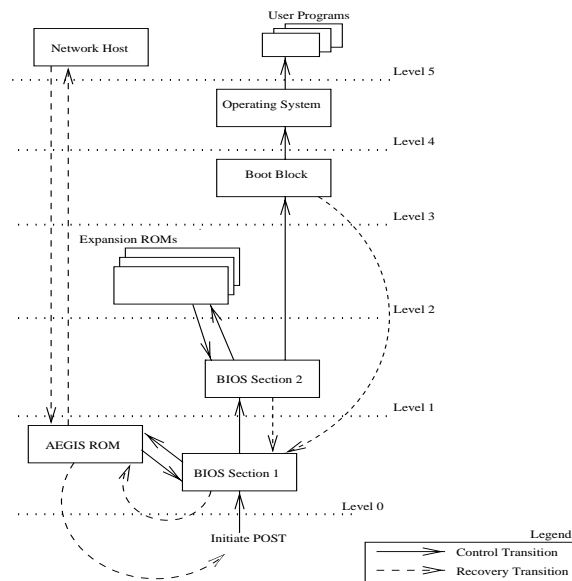 User Programs
Network Host
Level 5
Operating System
Level 4
Boot Block
Level 3
Expansion ROMs
Level 2
BIOS Section 2
Level 1
AEGIS ROM
BIOS Section 1
Level 0
Initiate POST
Legend
Control Transition
Recovery Transition